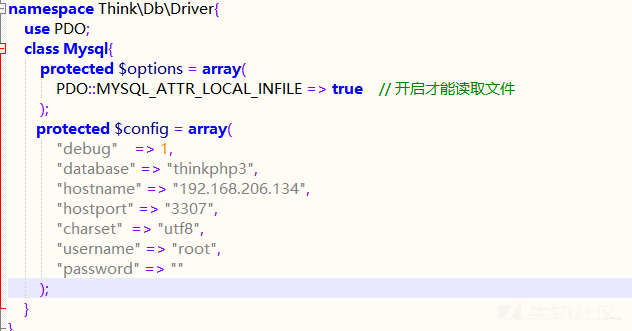 namespace Think\Db\Driver{
use PDO;
class Mysql{
protected $options = array(
PDO::MYSQL_ATTR_LOCAL_INFILE => true // 开启才能读取文件
);
protected $config = array(
"debug" => 1,
"database" => "thinkphp3",
"hostname" => "192.168.206.134",
"hostport" => "3307",
"charset" => "utf8",
"username" => "root",
"password" => ""
);
}
}
先知社区